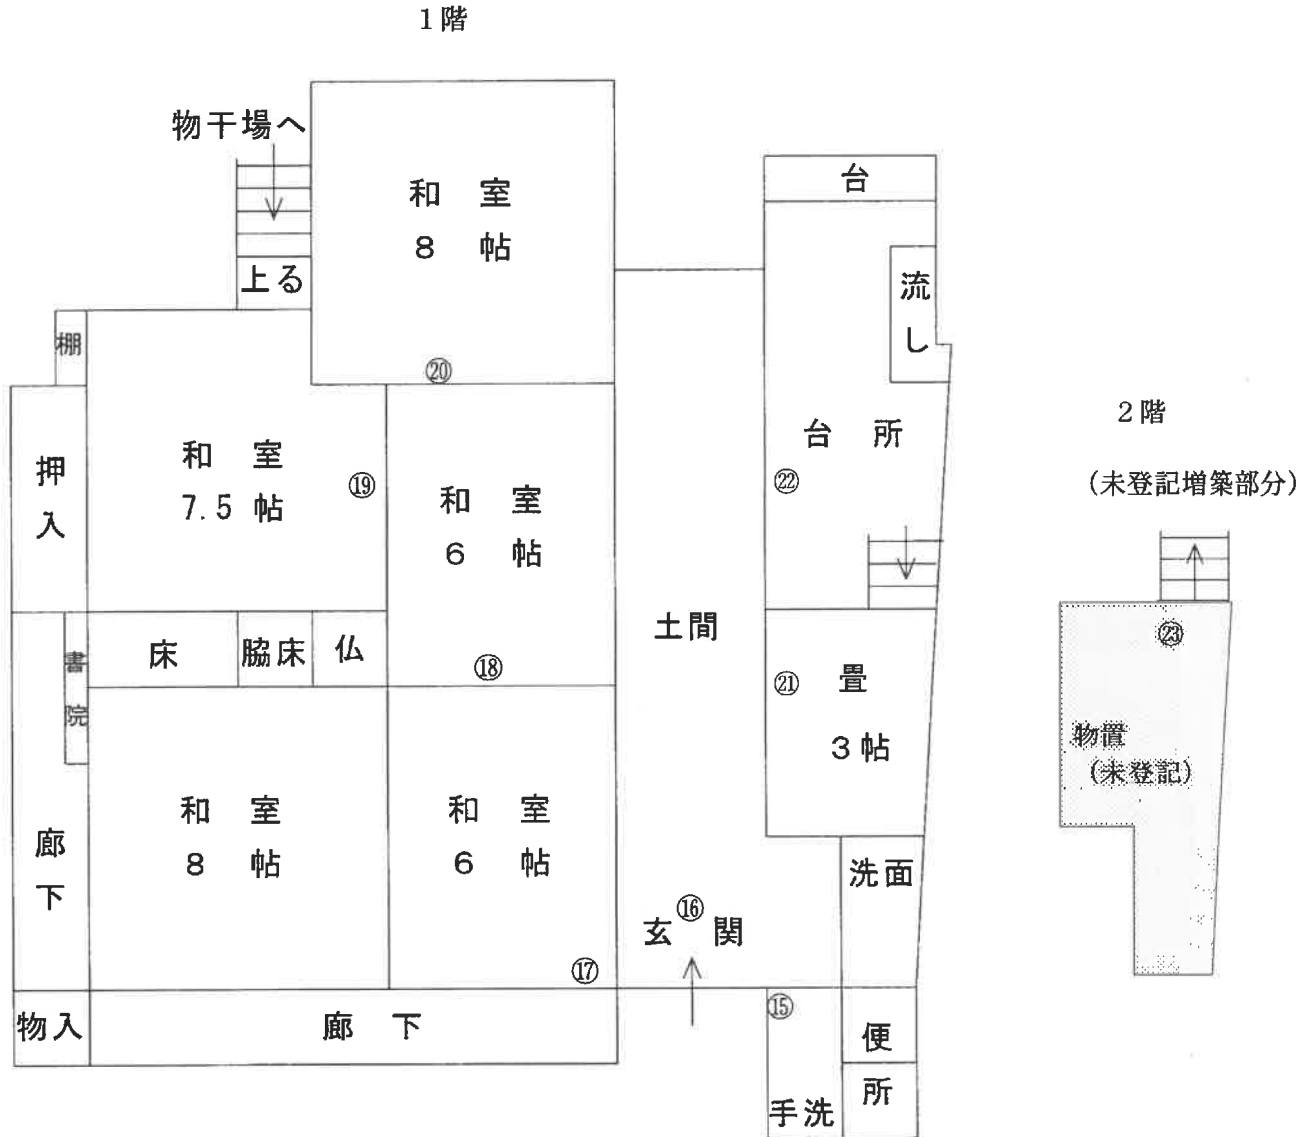 1階
物干場へ
上る
和室
8帖
⑳
台
流し
台所
㉒
棚
押入
和室
7.5帖
⑲
和室
6帖
⑱
土間
床
脇床
仏
書院
㉑
畳
3帖
廊下
和室
8帖
和室
6帖
⑰
玄関
⑯
洗面
物入
廊下
⑮
手洗
便所
2階
(未登記増築部分)
㉓
物置
(未登記)